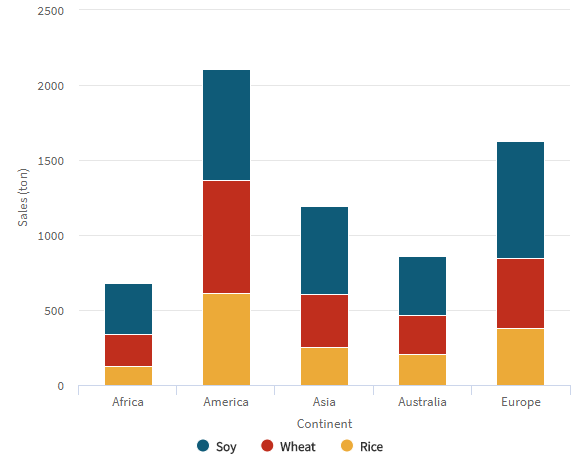 2500
2000
1500
1000
500
0
Sales (ton)
Africa America Asia Australia Europe
Continent
Soy Wheat Rice